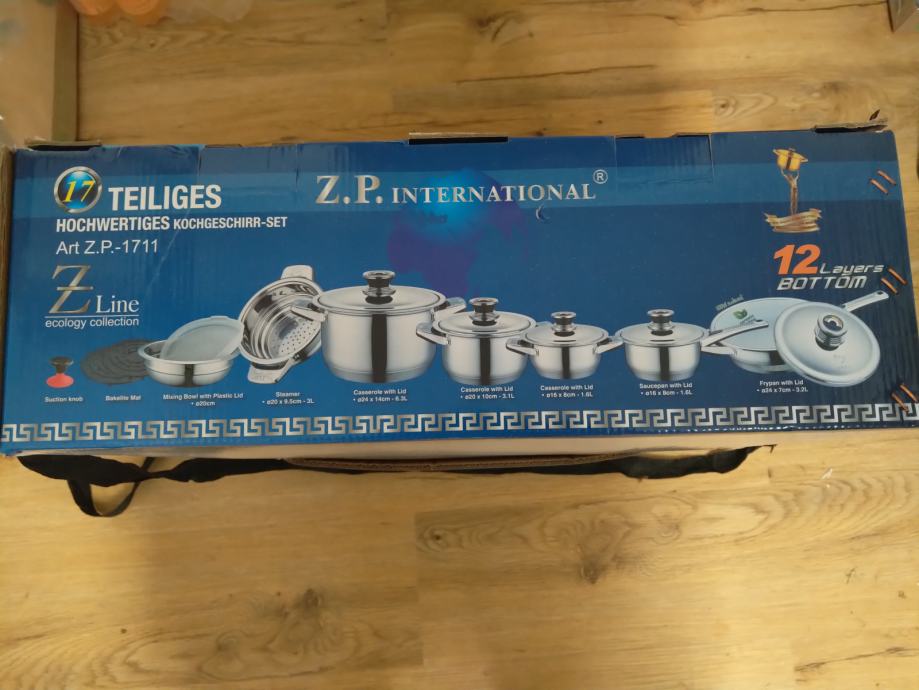 17 TEILIGES
HOCHWERTIGES KOCHGESCHIRR-SET
Art Z.P.-1711
Z Line
ecology collection
Z.P. INTERNATIONAL®
12 Layers
BOTTOM
Suction knob
Bakelite Mat
Mixing Bowl with Plastic Lid
• ø20cm
Steamer
• ø20 x 9.5cm - 3L
Casserole with Lid
• ø24 x 14cm - 6.3L
Casserole with Lid
• ø20 x 10cm - 3.1L
Casserole with Lid
• ø16 x 8cm - 1.6L
Saucepan with Lid
• ø16 x 8cm - 1.6L
Frypan with Lid
• ø24 x 7cm - 3.2L